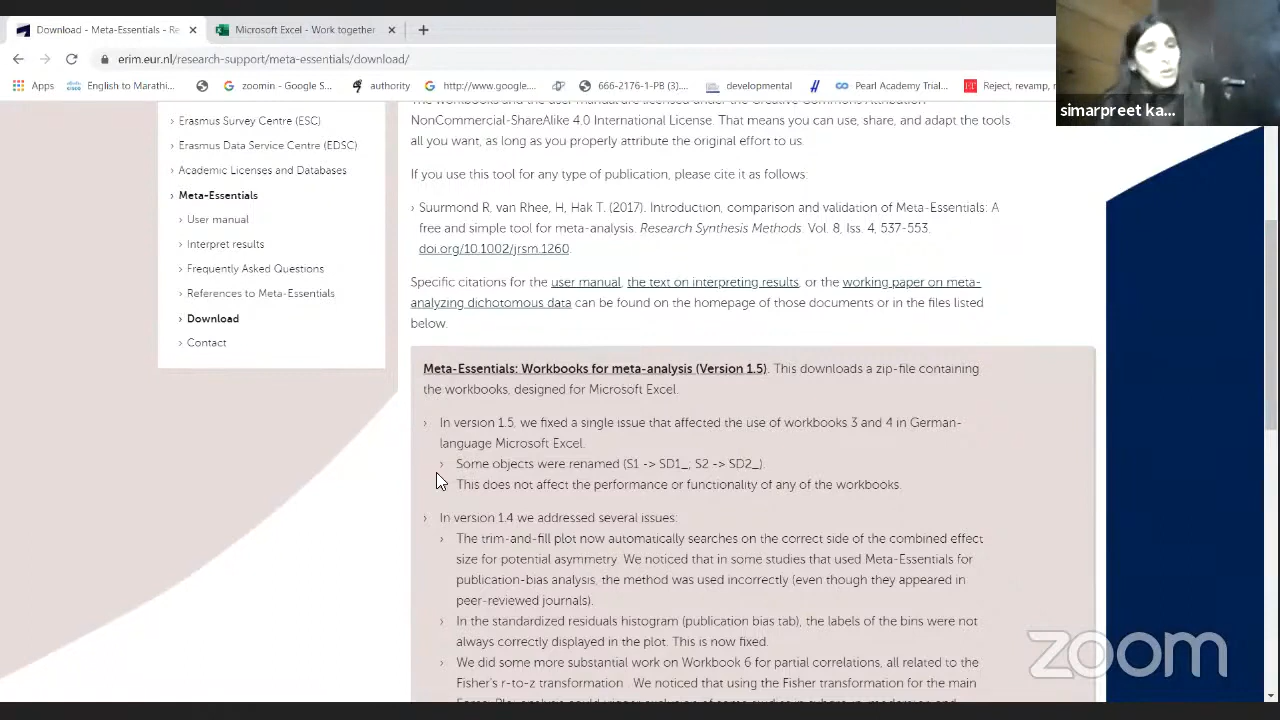 Download - Meta-Essentials - Re
Microsoft Excel - Work together
erim.eur.nl/research-support/meta-essentials/download/
Apps
English to Marathi...
zoomin - Google S...
authority
http://www.google....
666-2176-1-PB (3)....
developmental
Pearl Academy Trial...
ET
Reject, revamp,
simarpreet ka...
› Erasmus Survey Centre (ESC)
› Erasmus Data Service Centre (EDSC)
› Academic Licenses and Databases
› Meta-Essentials
› User manual
› Interpret results
› Frequently Asked Questions
› References to Meta-Essentials
› Download
› Contact
The workbooks and the user manual are licensed under the Creative Commons Attribution
NonCommercial-ShareAlike 4.0 International License. That means you can use, share, and adapt the tools
all you want, as long as you properly attribute the original effort to us.
If you use this tool for any type of publication, please cite it as follows:
› Suurmond R, van Rhee, H, Hak T. (2017). Introduction, comparison and validation of Meta-Essentials: A
free and simple tool for meta-analysis. Research Synthesis Methods. Vol. 8, Iss. 4, 537-553.
doi.org/10.1002/jrsm.1260.
Specific citations for the user manual, the text on interpreting results, or the working paper on meta-
analyzing dichotomous data can be found on the homepage of those documents or in the files listed
below.
Meta-Essentials: Workbooks for meta-analysis (Version 1.5). This downloads a zip-file containing
the workbooks, designed for Microsoft Excel.
› In version 1.5, we fixed a single issue that affected the use of workbooks 3 and 4 in German-
language Microsoft Excel.
› Some objects were renamed (S1 -> SD1_; S2 -> SD2_).
This does not affect the performance or functionality of any of the workbooks.
› In version 1.4 we addressed several issues:
› The trim-and-fill plot now automatically searches on the correct side of the combined effect
size for potential asymmetry. We noticed that in some studies that used Meta-Essentials for
publication-bias analysis, the method was used incorrectly (even though they appeared in
peer-reviewed journals).
› In the standardized residuals histogram (publication bias tab), the labels of the bins were not
always correctly displayed in the plot. This is now fixed.
› We did some more substantial work on Workbook 6 for partial correlations, all related to the
Fisher's r-to-z transformation. We noticed that using the Fisher transformation for the main
zoom